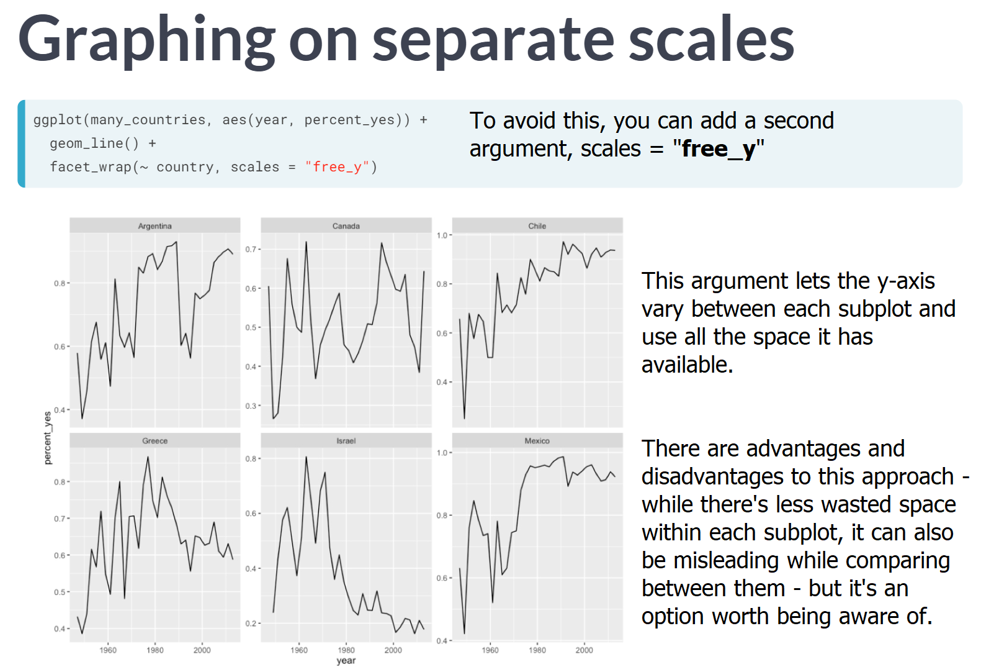 Graphing on separate scales
ggplot(many_countries, aes(year, percent_yes)) +
geom_line() +
facet_wrap(~ country, scales = "free_y")
To avoid this, you can add a second
argument, scales = "free_y"
Argentina
Canada
Chile
0.8
0.6
0.4
0.7
0.6
0.5
0.4
0.3
1.0
0.8
0.6
0.4
This argument lets the y-axis
vary between each subplot and
use all the space it has
available.
percent_yes
Greece
Israel
Mexico
0.8
0.7
0.6
0.5
0.4
0.8
0.6
0.4
0.2
1.0
0.8
0.6
0.4
1960 1980 2000
1960 1980 2000
1960 1980 2000
year
There are advantages and
disadvantages to this approach -
while there's less wasted space
within each subplot, it can also
be misleading while comparing
between them - but it's an
option worth being aware of.